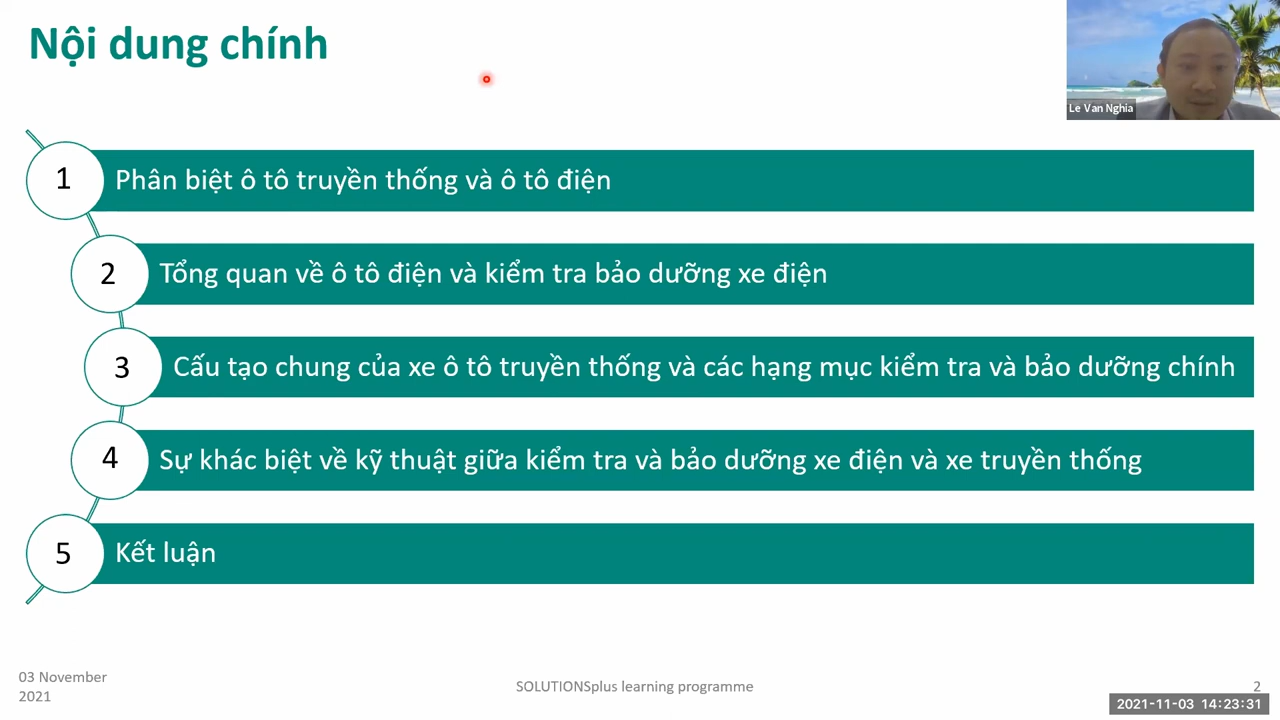 Nội dung chính
Le Van Nghia
1 Phân biệt ô tô truyền thống và ô tô điện
2 Tổng quan về ô tô điện và kiểm tra bảo dưỡng xe điện
3 Cấu tạo chung của xe ô tô truyền thống và các hạng mục kiểm tra và bảo dưỡng chính
4 Sự khác biệt về kỹ thuật giữa kiểm tra và bảo dưỡng xe điện và xe truyền thống
5 Kết luận
03 November
2021
SOLUTIONSplus learning programme
2
2021-11-03 14:23:31